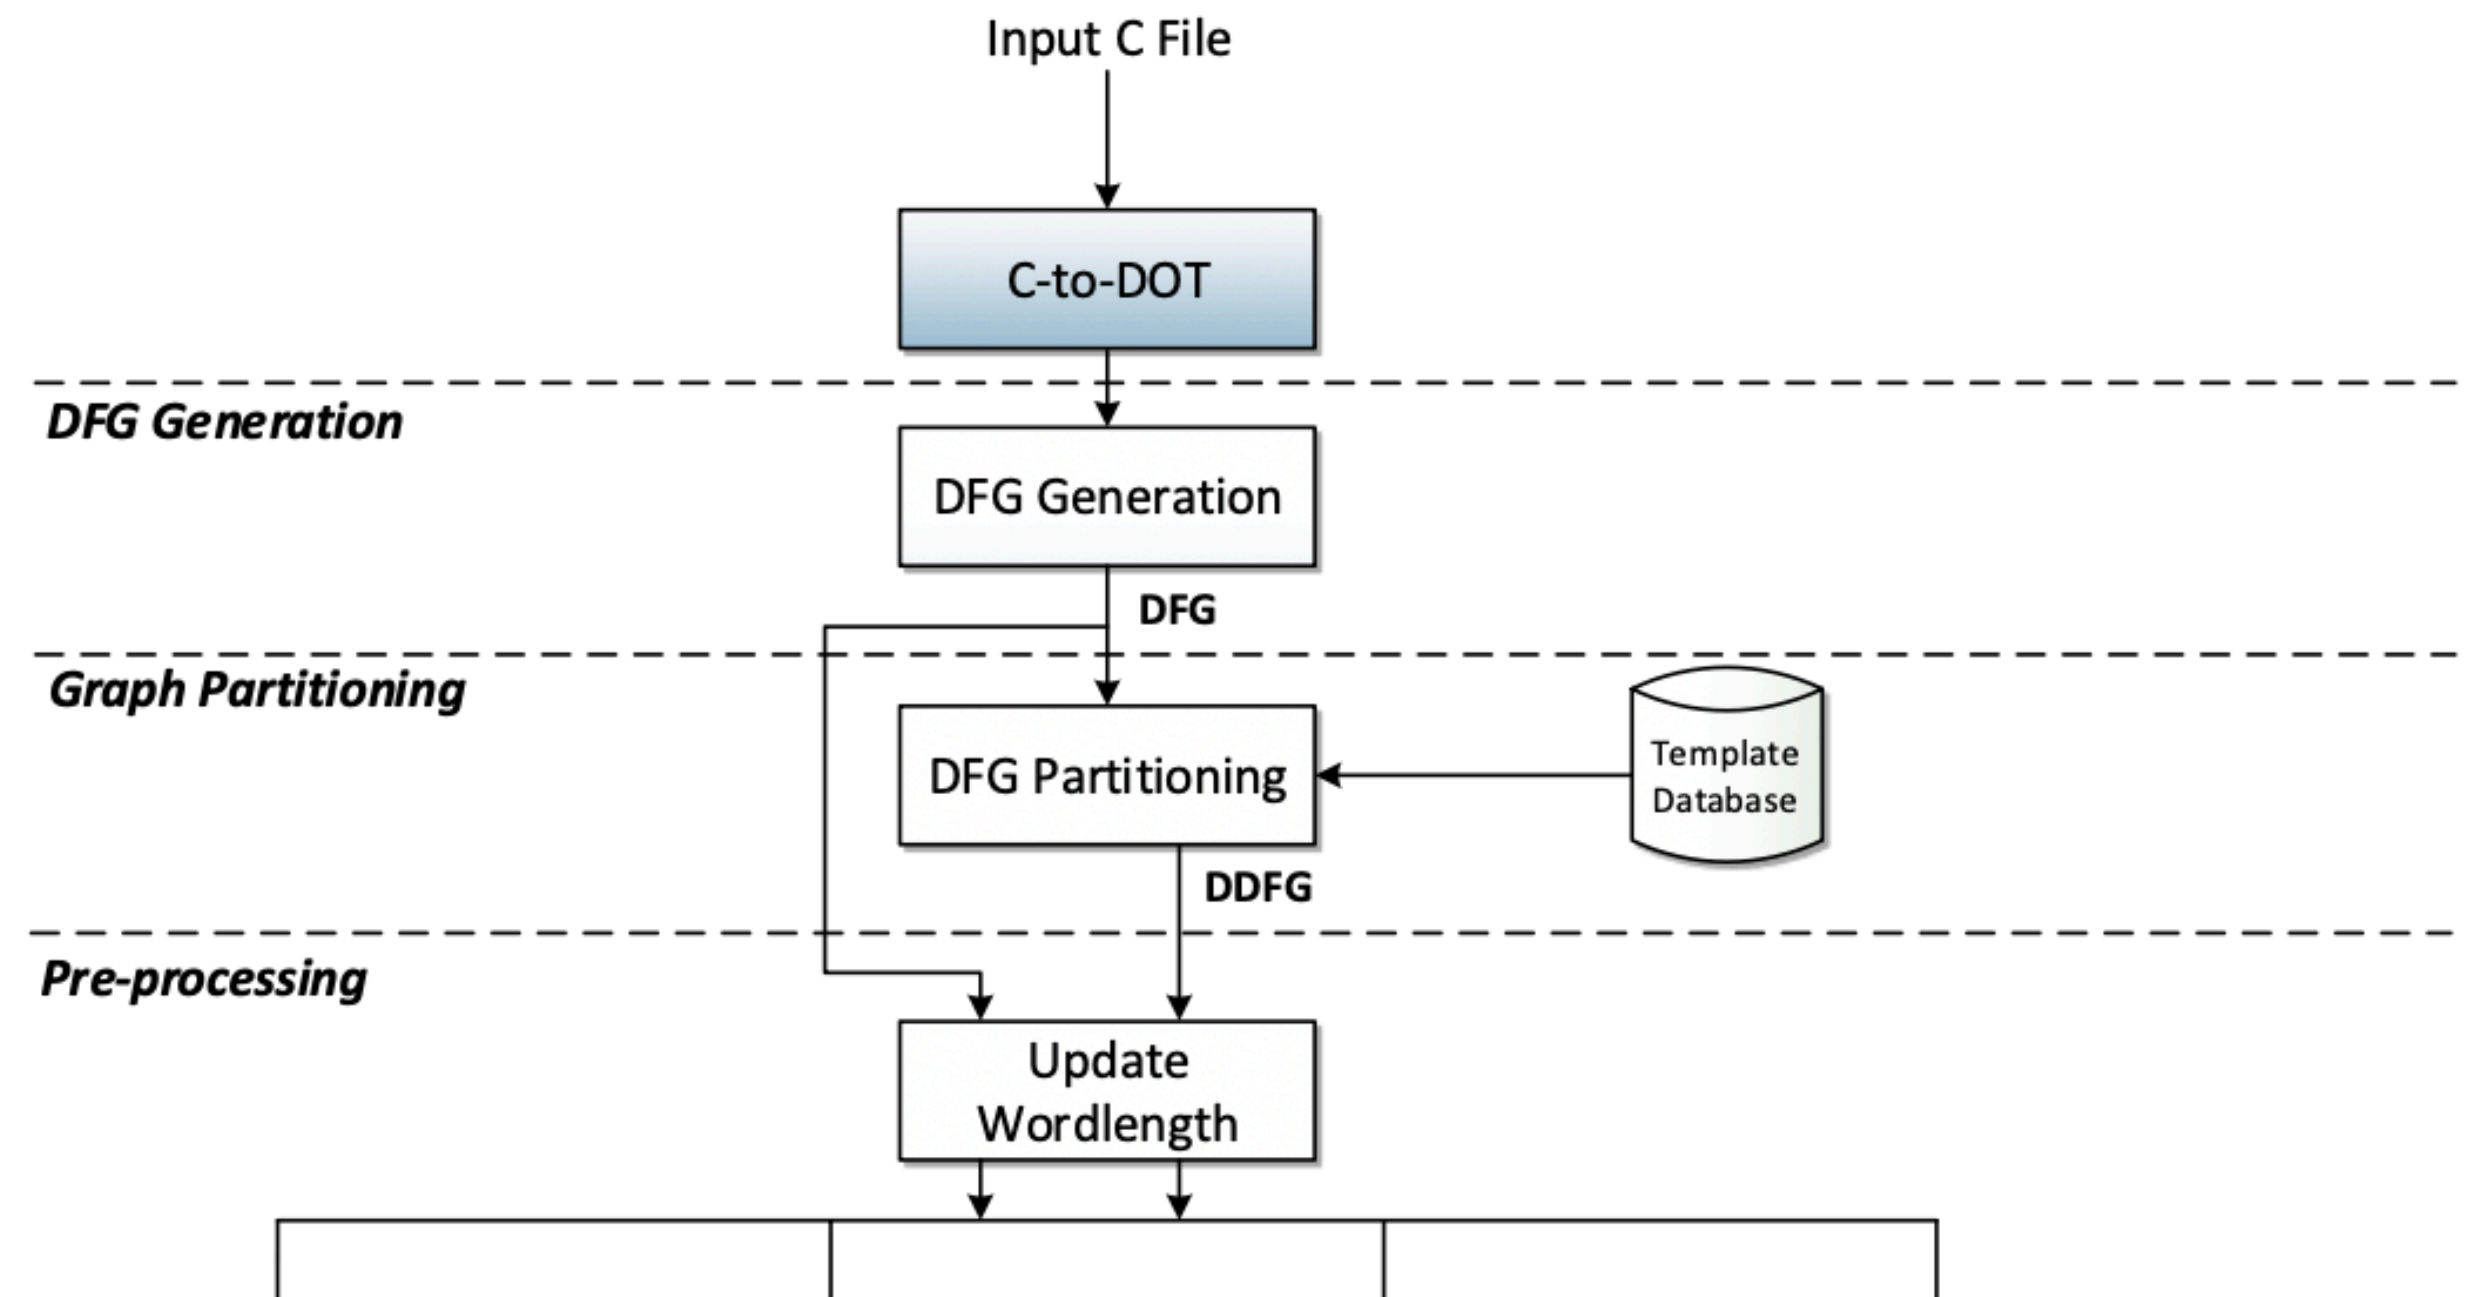 Input C File
C-to-DOT
DFG Generation
DFG Generation
DFG
Graph Partitioning
DFG Partitioning
Template
Database
DDFG
Pre-processing
Update
Wordlength